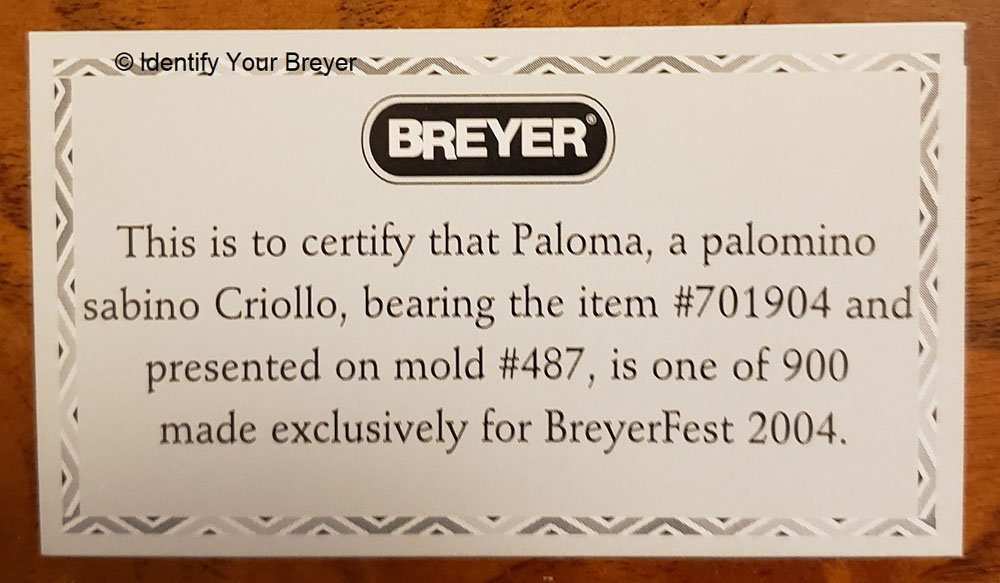 © Identify Your Breyer
BREYER®
This is to certify that Paloma, a palomino
sabino Criollo, bearing the item #701904 and
presented on mold #487, is one of 900
made exclusively for BreyerFest 2004.